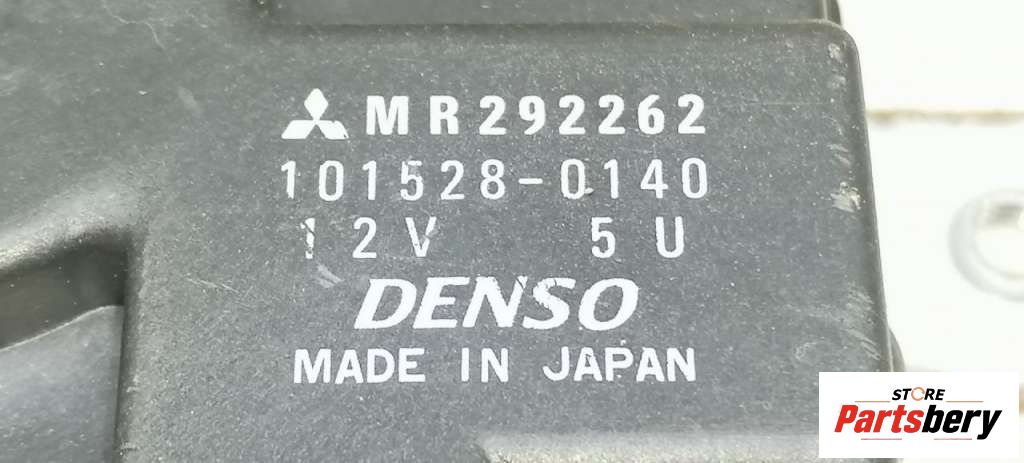 MR292262
101528-0140
12V 5U
DENSO
MADE IN JAPAN
STORE
Partsbery